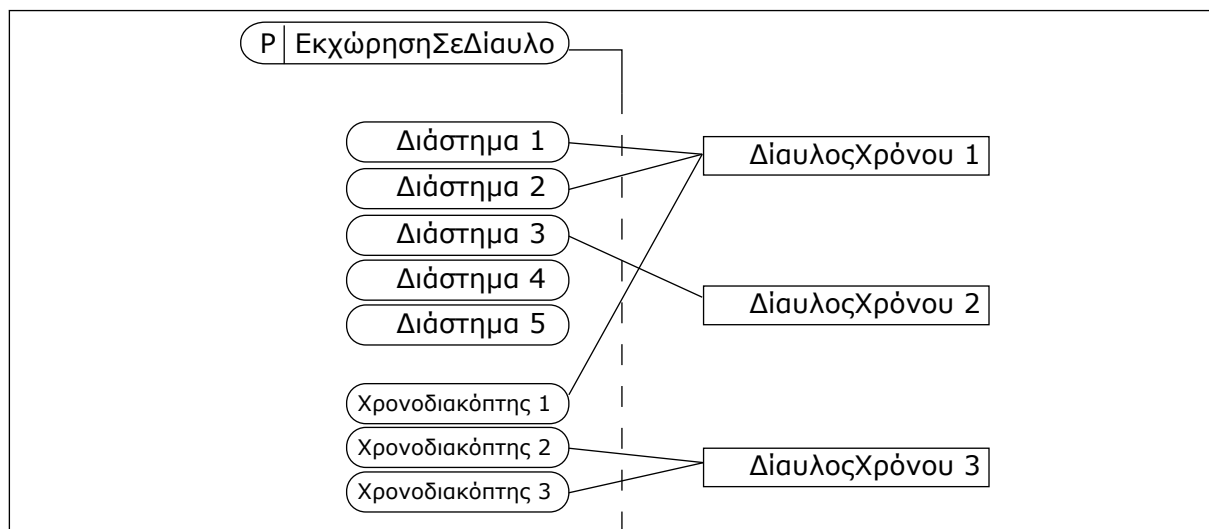 P ΕκχώρησηΣεΔίαυλο
Διάστημα 1
Διάστημα 2
Διάστημα 3
Διάστημα 4
Διάστημα 5
Χρονοδιακόπτης 1
Χρονοδιακόπτης 2
Χρονοδιακόπτης 3
ΔίαυλοςΧρόνου 1
ΔίαυλοςΧρόνου 2
ΔίαυλοςΧρόνου 3